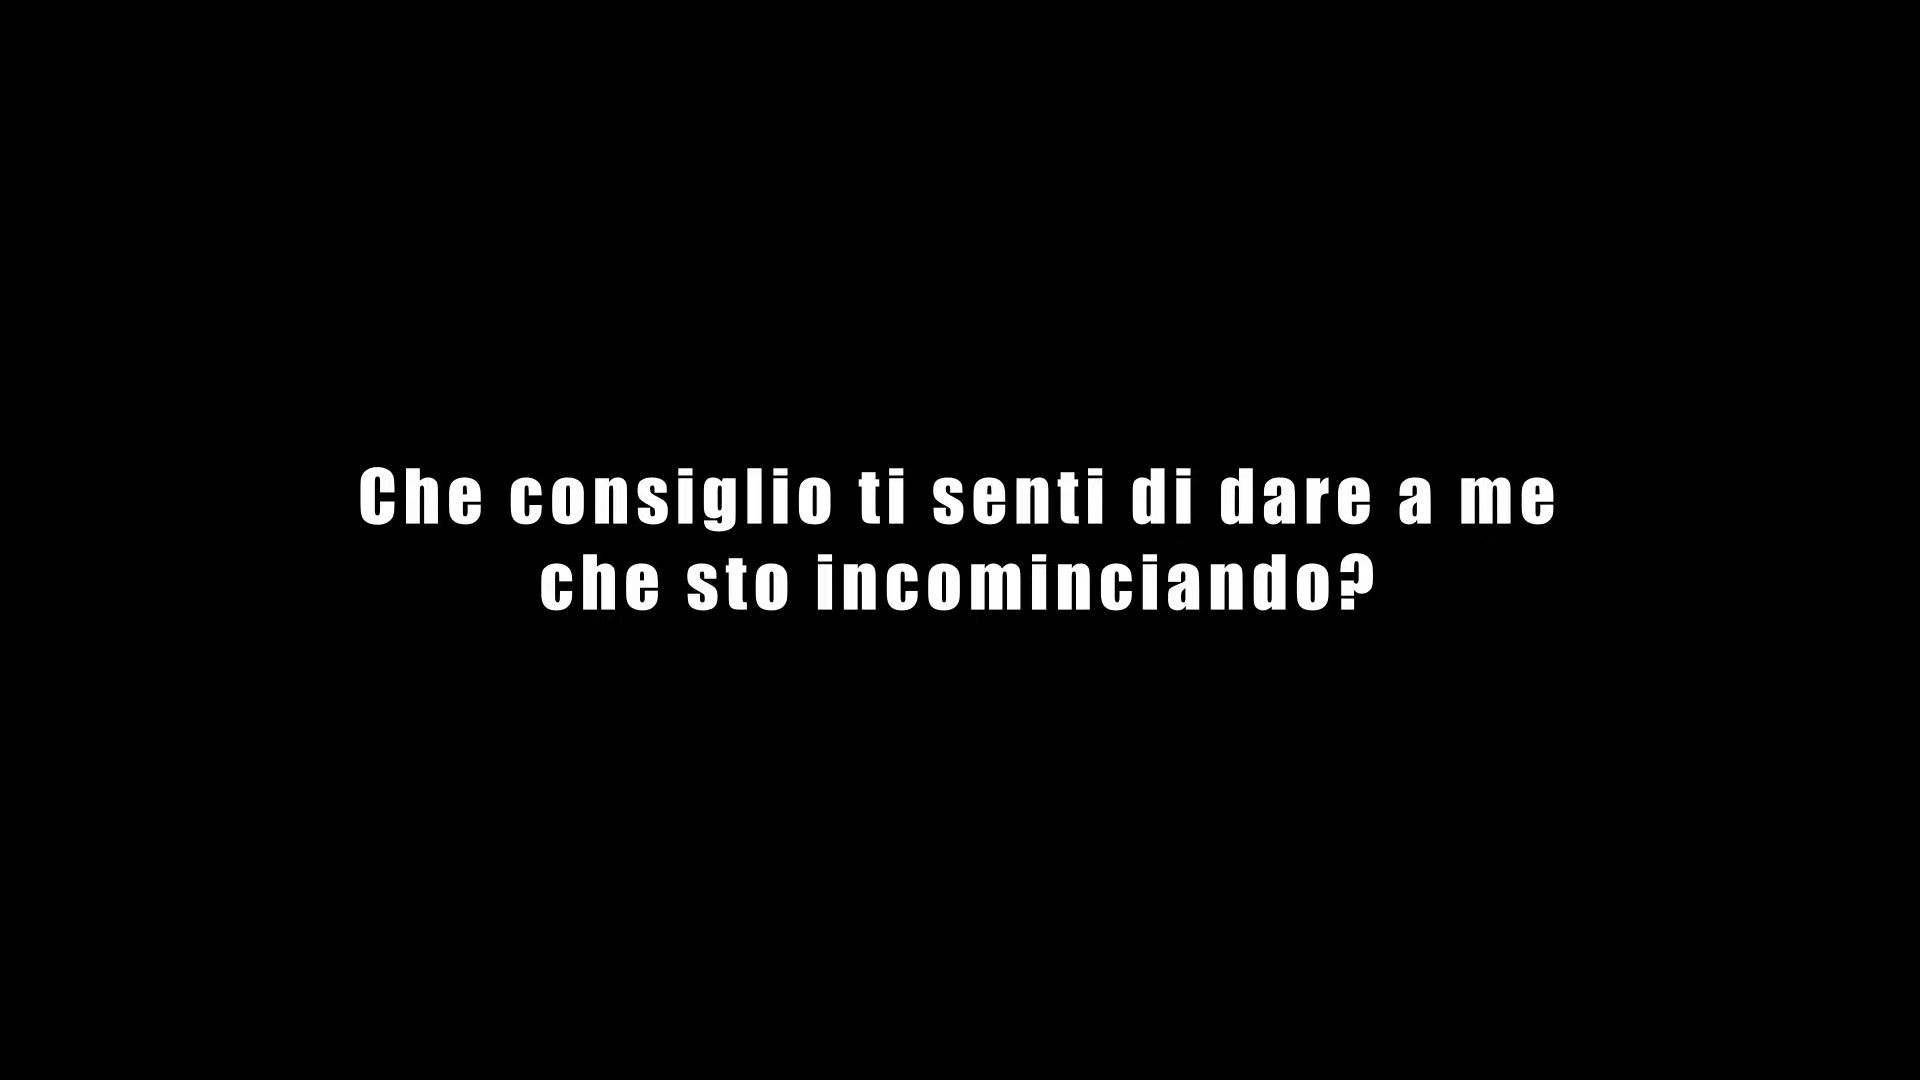 Che consiglio ti senti di dare a me
che sto incominciando?